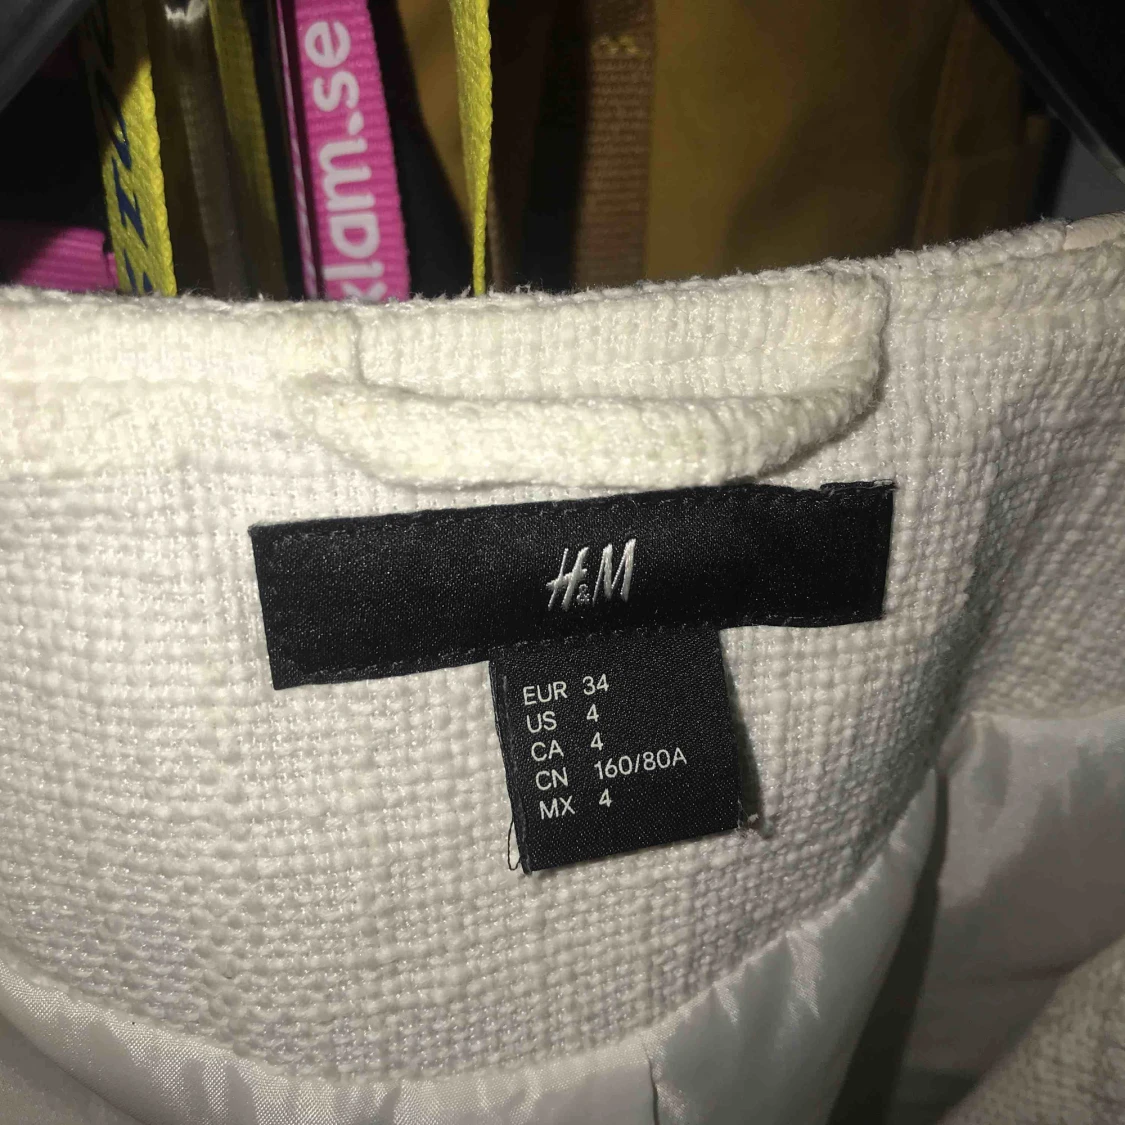 klam.se
H&M
EUR 34
US 4
CA 4
CN 160/80A
MX 4